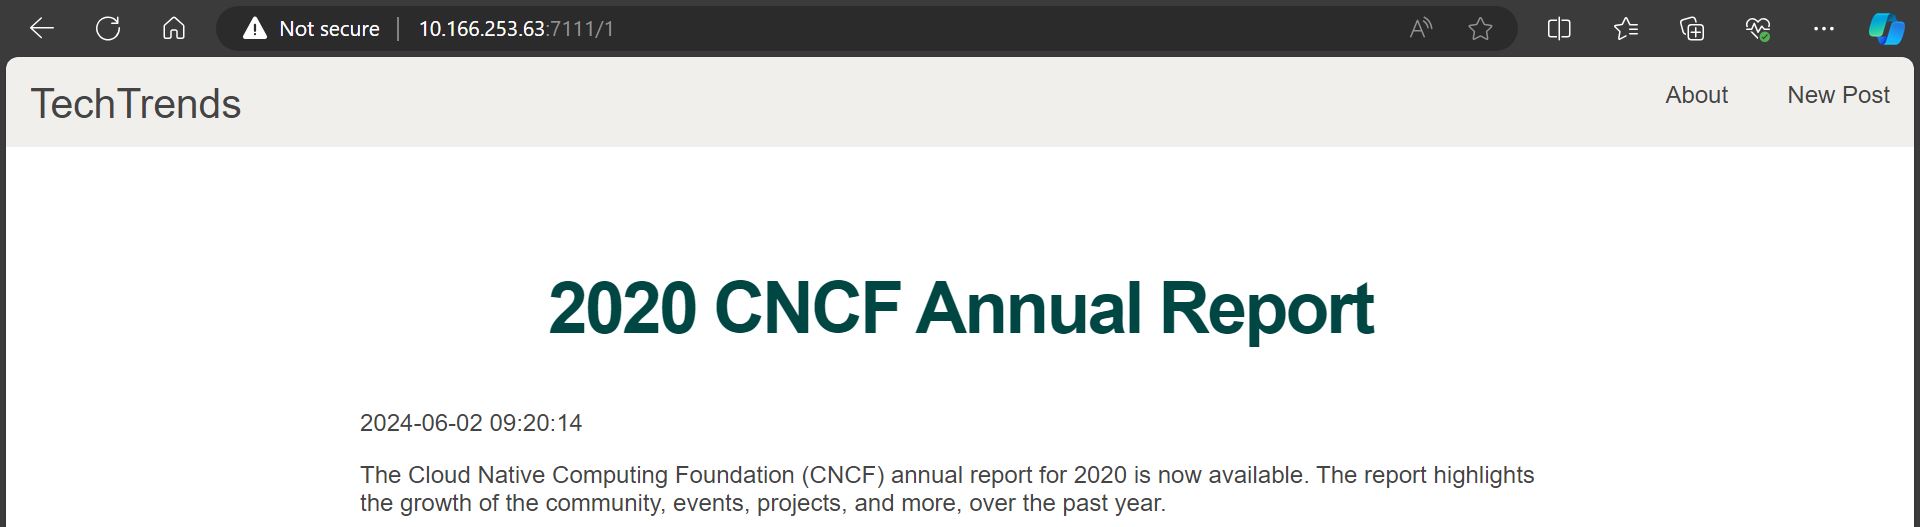 Not secure | 10.166.253.63:7111/1
TechTrends
About New Post
2020 CNCF Annual Report
2024-06-02 09:20:14
The Cloud Native Computing Foundation (CNCF) annual report for 2020 is now available. The report highlights
the growth of the community, events, projects, and more, over the past year.